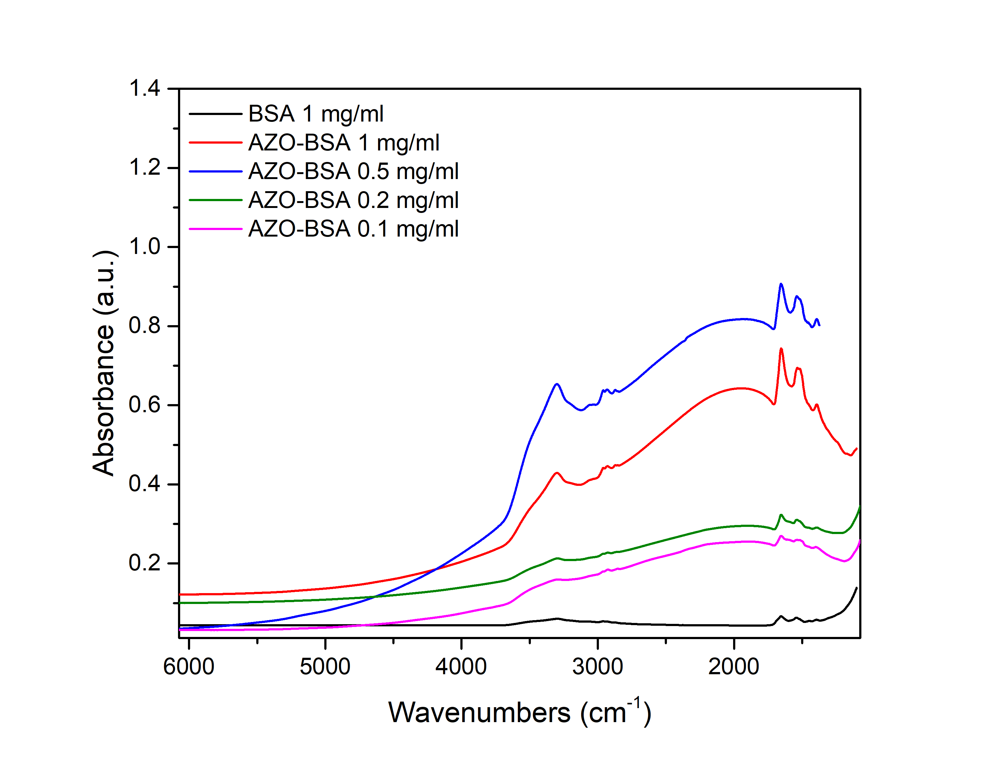 1.4
1.2
1.0
0.8
0.6
0.4
0.2
Absorbance (a.u.)
BSA 1 mg/ml
AZO-BSA 1 mg/ml
AZO-BSA 0.5 mg/ml
AZO-BSA 0.2 mg/ml
AZO-BSA 0.1 mg/ml
6000 5000 4000 3000 2000
Wavenumbers (cm⁻¹)